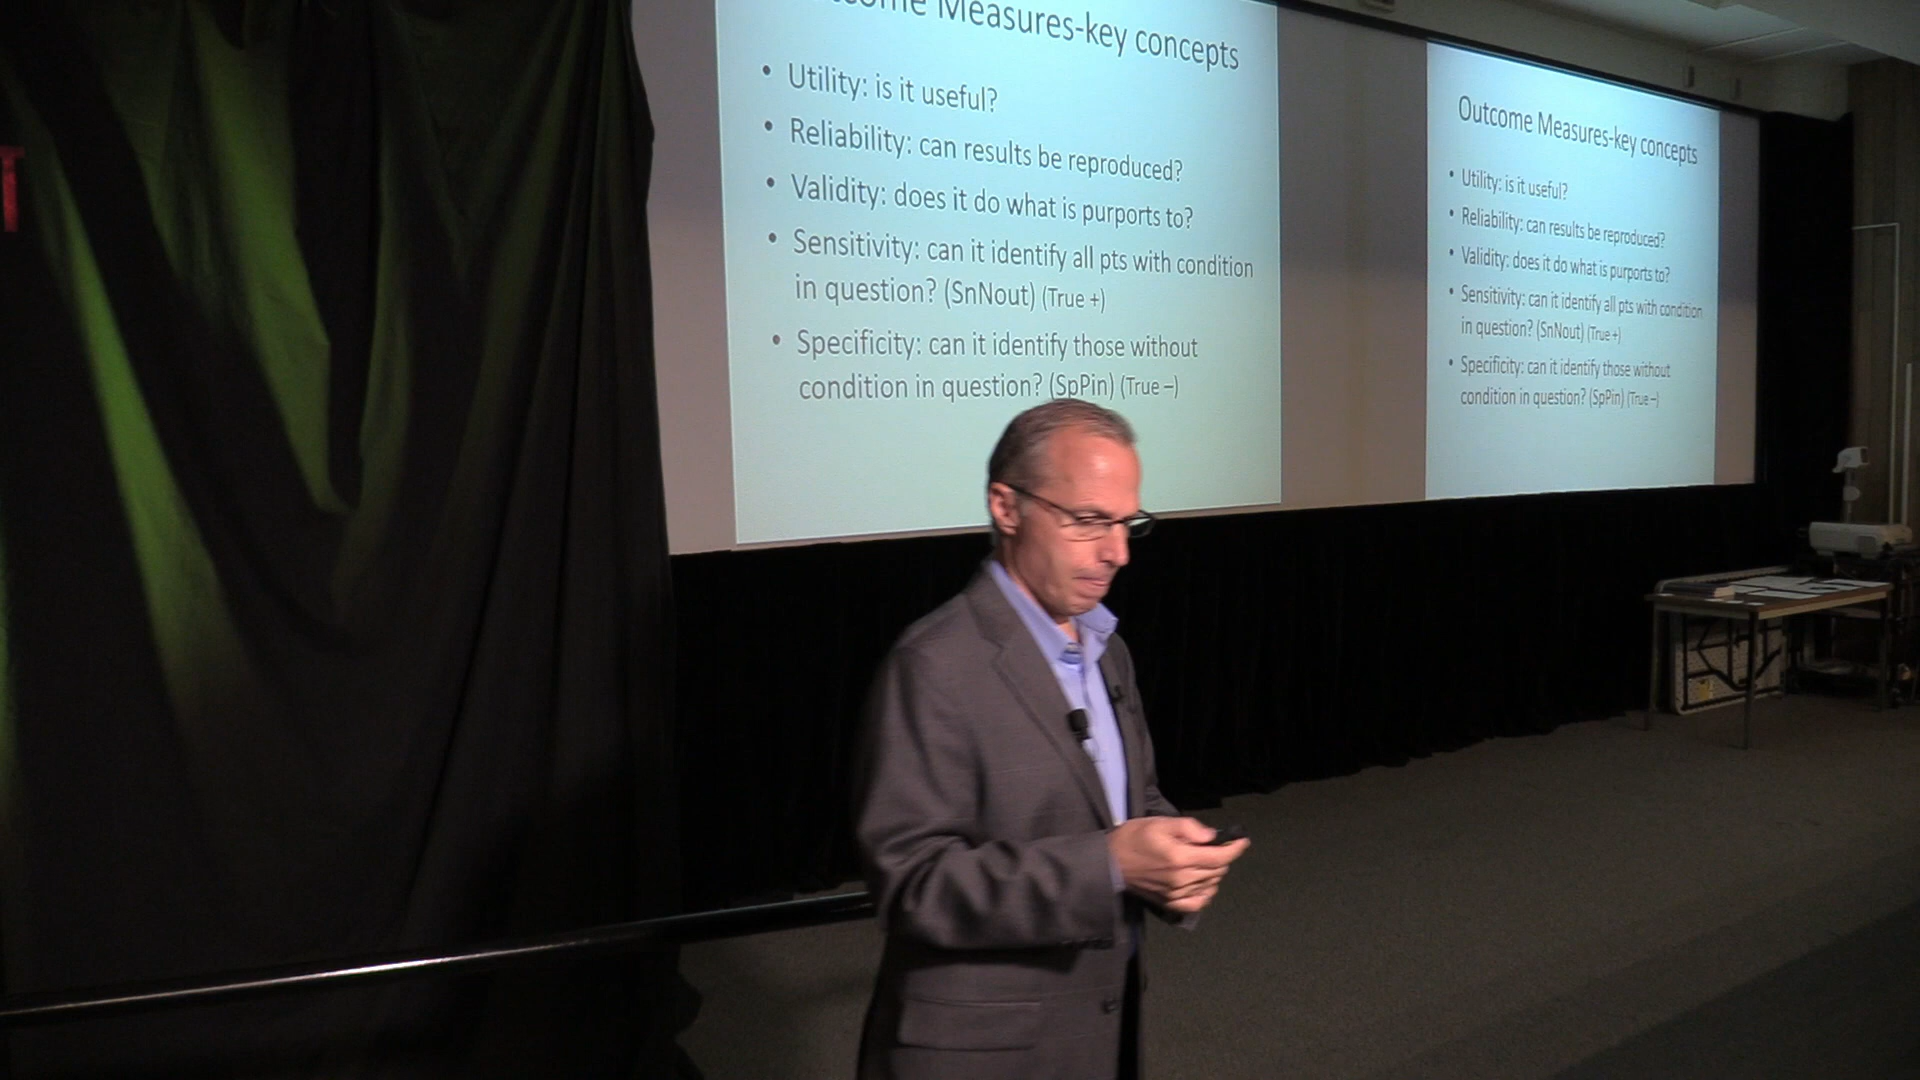 Outcome Measures-key concepts
• Utility: is it useful?
• Reliability: can results be reproduced?
• Validity: does it do what is purports to?
• Sensitivity: can it identify all pts with condition
in question? (SnNout) (True +)
• Specificity: can it identify those without
condition in question? (SpPin) (True –)
Outcome Measures-key concepts
• Utility: is it useful?
• Reliability: can results be reproduced?
• Validity: does it do what is purports to?
• Sensitivity: can it identify all pts with condition
in question? (SnNout) (True +)
• Specificity: can it identify those without
condition in question? (SpPin) (True –)
T